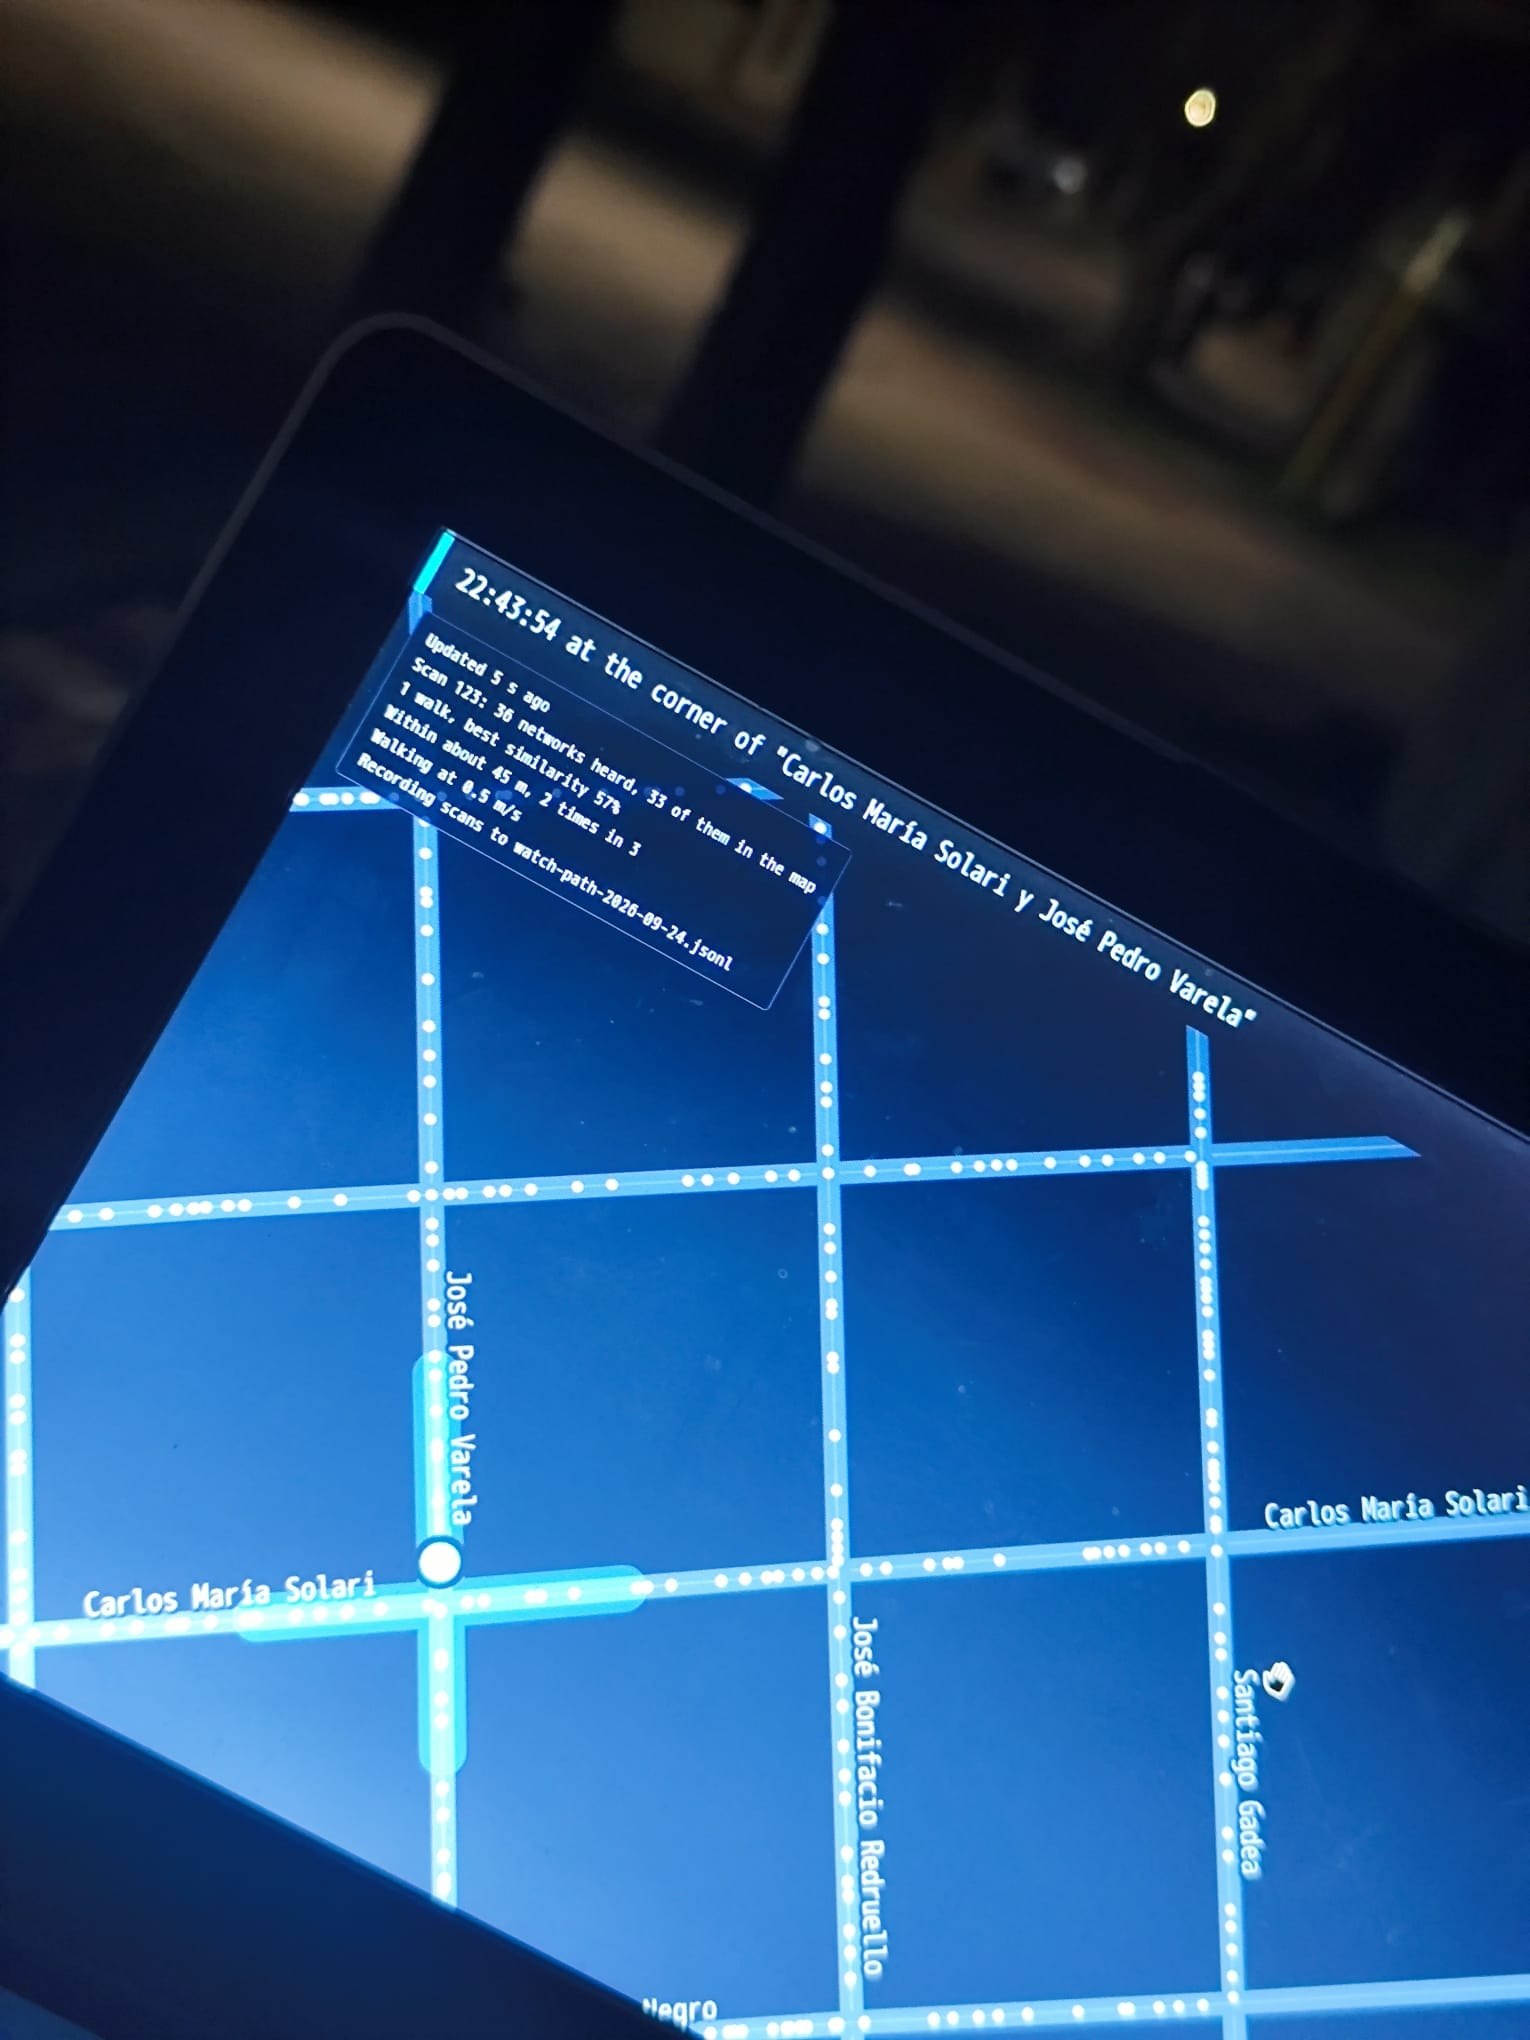 22:43:54 at the corner of "Carlos María Solari y José Pedro Varela"
Updated 5 s ago
Scan 123: 36 networks heard, 33 of them in the map
1 walk, best similarity 57%
Within about 45 m, 2 times in 3
Walking at 0.5 m/s
Recording scans to watch-path-2026-09-24.jsonl
José Pedro Varela
Carlos María Solari
Carlos María Solari
José Bonifacio Redruello
Santiago Gadea
Negro